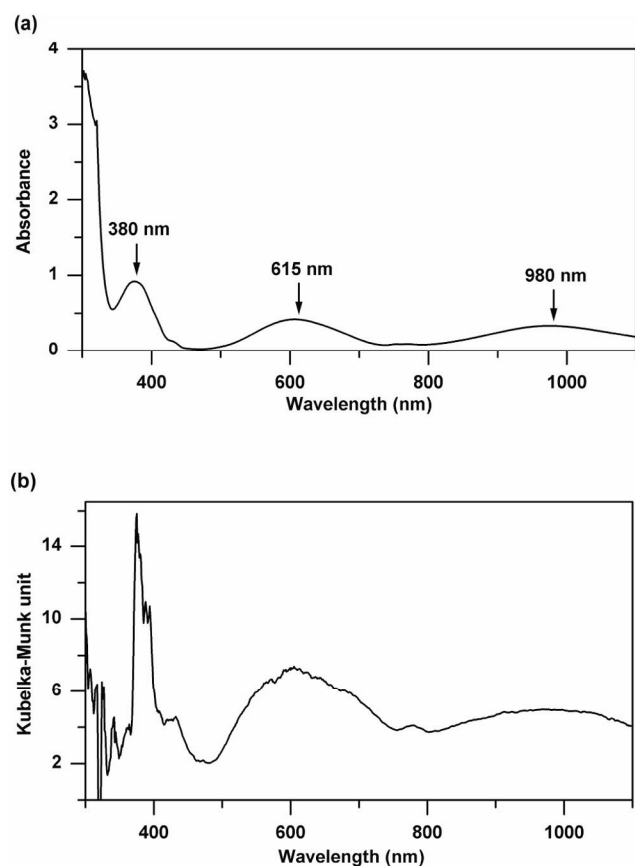 (a)
4
3
2
1
0
Absorbance
380 nm
615 nm
980 nm
400
600
800
1000
Wavelength (nm)
(b)
14
10
6
2
Kubelka-Munk unit
400
600
800
1000
Wavelength (nm)